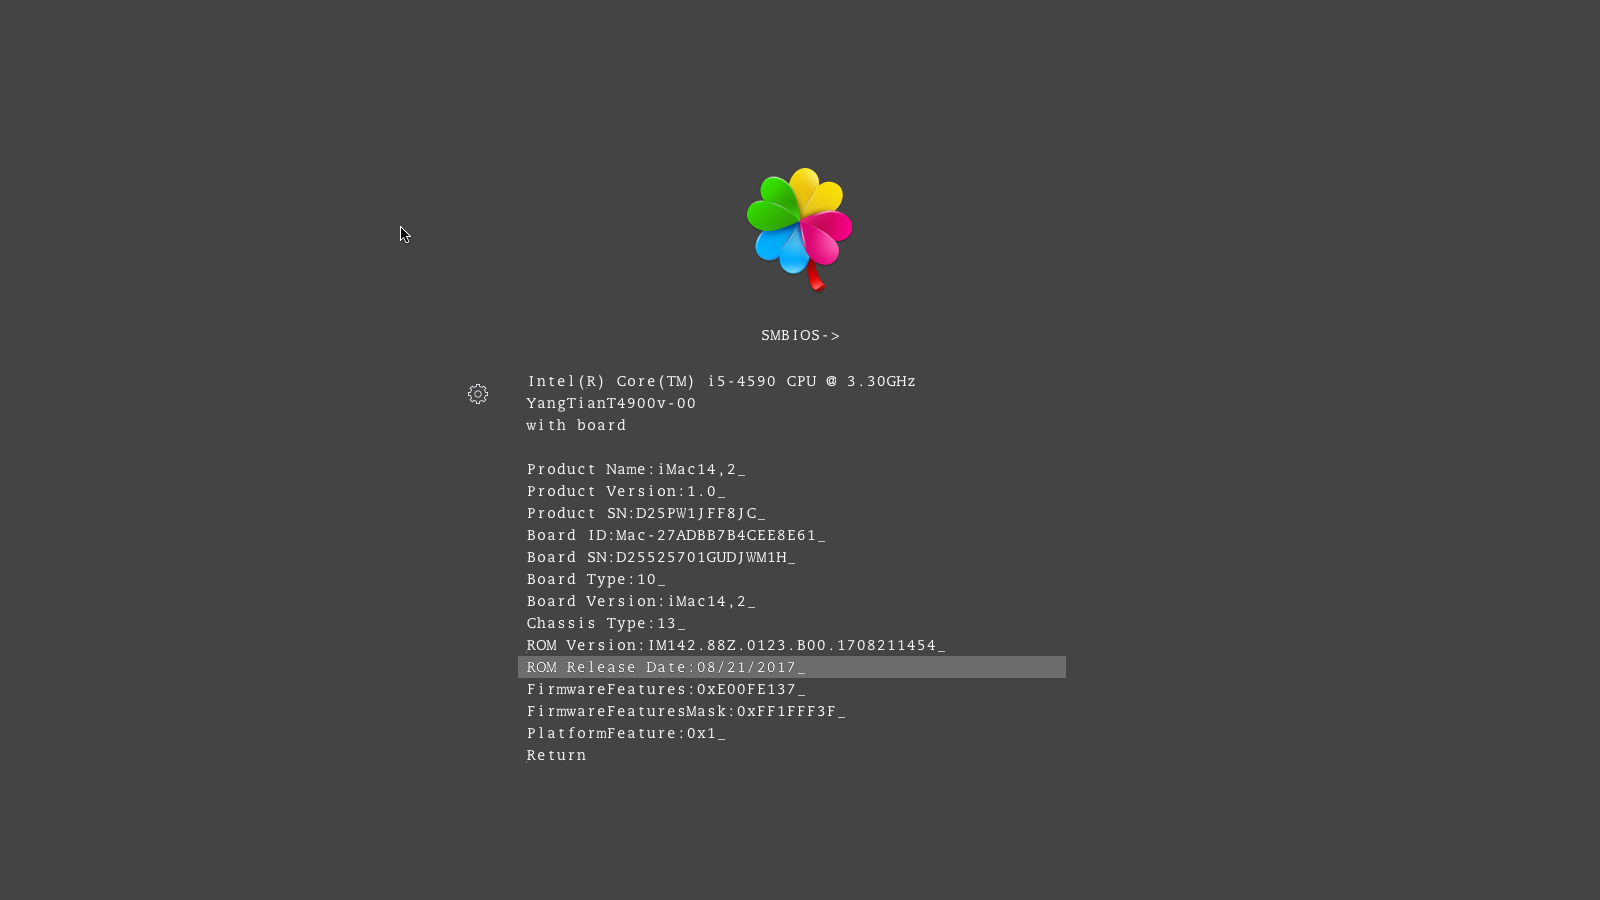 SMBIOS->
Intel(R) Core(TM) i5-4590 CPU @ 3.30GHz
YangTianT4900v-00
with board
Product Name:iMac14,2_
Product Version:1.0_
Product SN:D25PW1JFF8JC_
Board ID:Mac-27ADBB7B4CEE8E61_
Board SN:D25525701GUDJWM1H_
Board Type:10_
Board Version:iMac14,2_
Chassis Type:13_
ROM Version:IM142.88Z.0123.B00.1708211454_
ROM Release Date:08/21/2017_
FirmwareFeatures:0xE00FE137_
FirmwareFeaturesMask:0xFF1FFF3F_
PlatformFeature:0x1_
Return